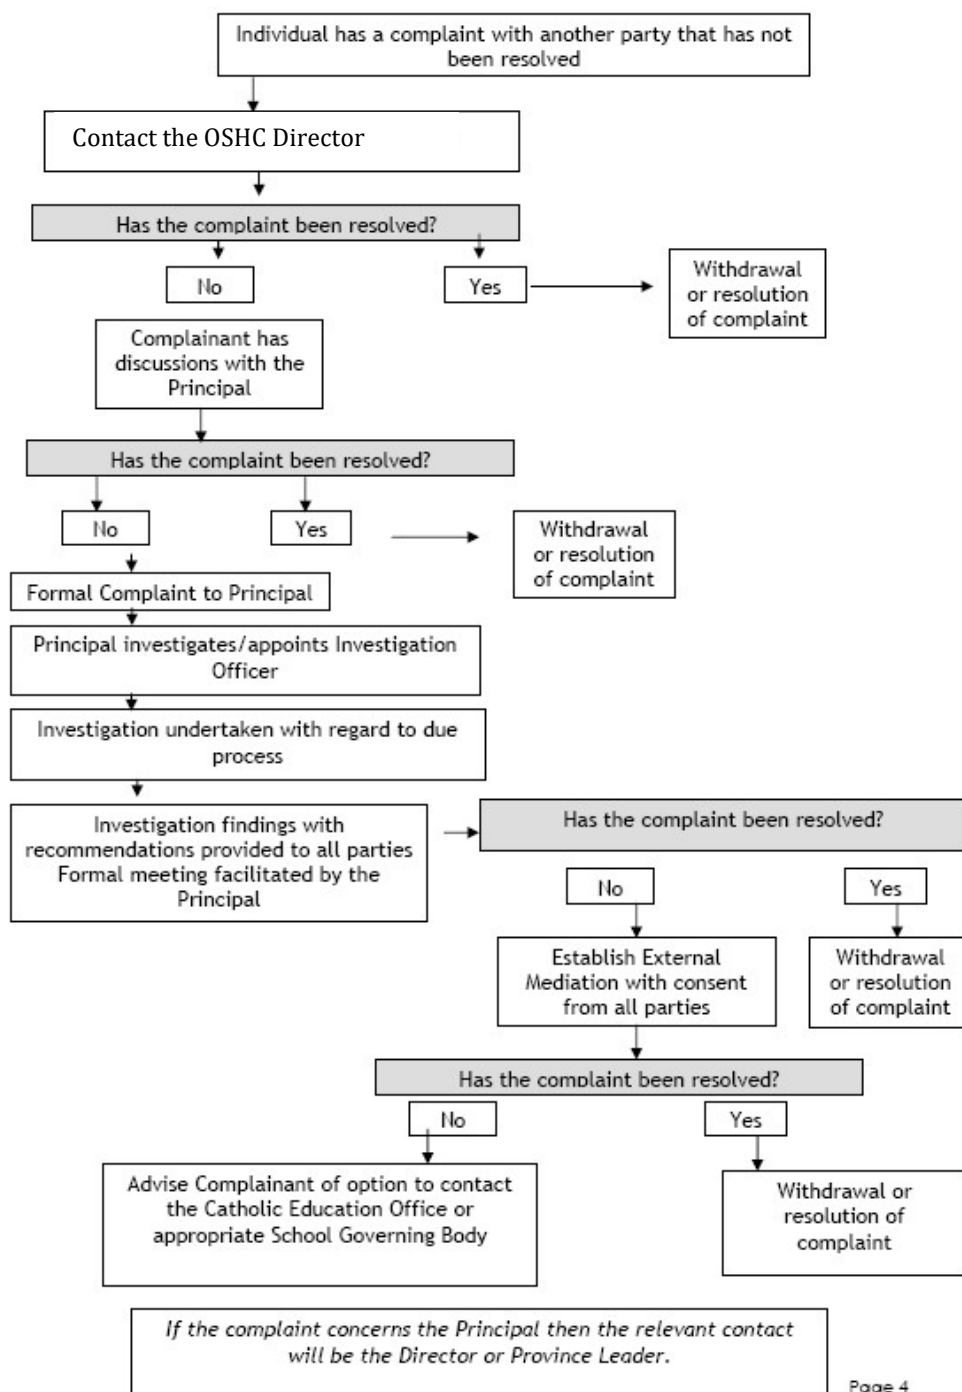 Individual has a complaint with another party that has not
been resolved
Contact the OSHC Director
Has the complaint been resolved?
No
Yes
Withdrawal
or resolution
of complaint
Complainant has
discussions with the
Principal
Has the complaint been resolved?
No
Yes
Withdrawal
or resolution
of complaint
Formal Complaint to Principal
Principal investigates/appoints Investigation
Officer
Investigation undertaken with regard to due
process
Investigation findings with
recommendations provided to all parties
Formal meeting facilitated by the
Principal
Has the complaint been resolved?
No
Yes
Establish External
Mediation with consent
from all parties
Withdrawal
or resolution
of complaint
Has the complaint been resolved?
No
Yes
Advise Complainant of option to contact
the Catholic Education Office or
appropriate School Governing Body
Withdrawal or
resolution of
complaint
If the complaint concerns the Principal then the relevant contact
will be the Director or Province Leader.
Page 4